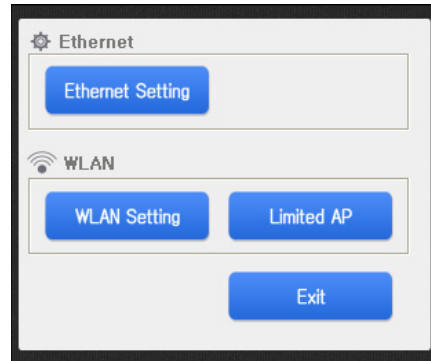 Ethernet
Ethernet Setting
WLAN
WLAN Setting
Limited AP
Exit